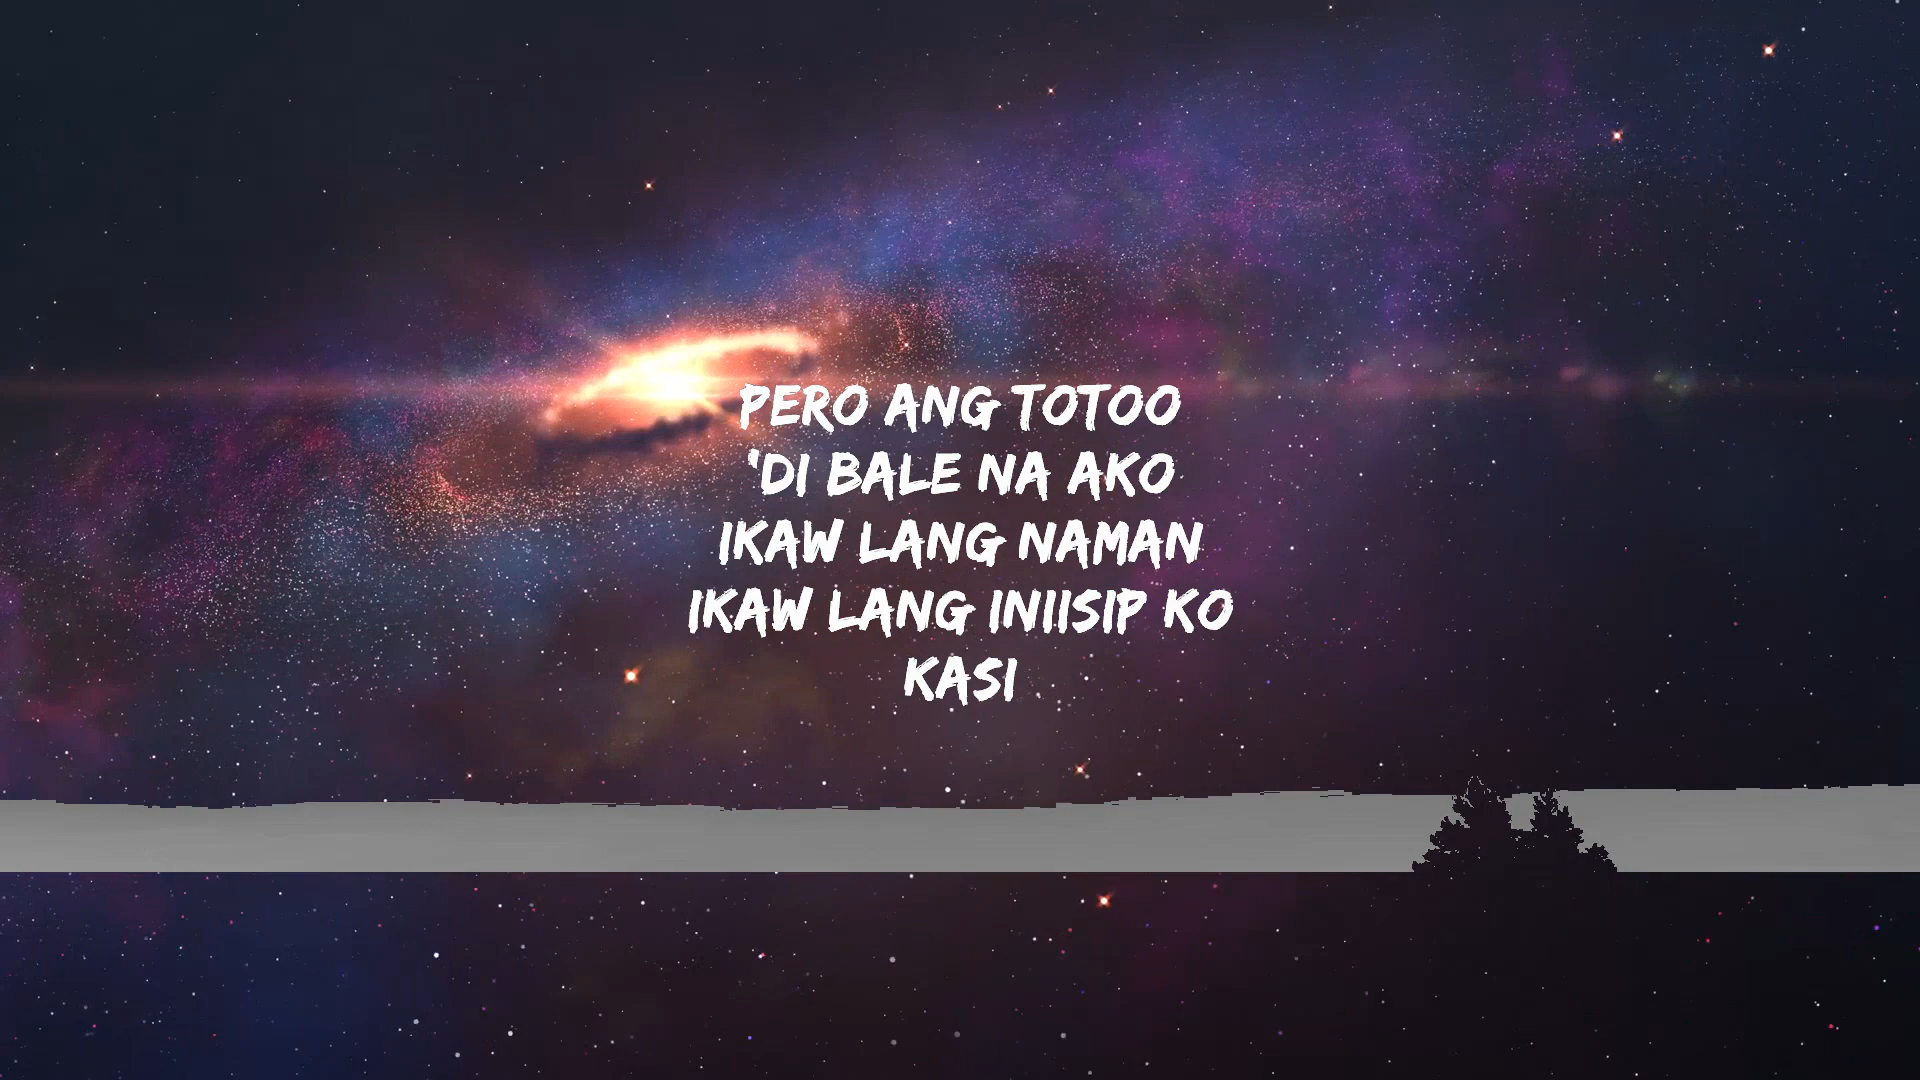 PERO ANG TOTOO
'DI BALE NA AKO
IKAW LANG NAMAN
IKAW LANG INIISIP KO
KASI